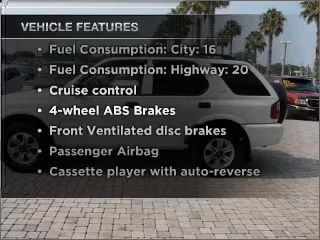 VEHICLE FEATURES
• Fuel Consumption: City: 16
• Fuel Consumption: Highway: 20
• Cruise control
• 4-wheel ABS Brakes
• Front Ventilated disc brakes
• Passenger Airbag
• Cassette player with auto-reverse